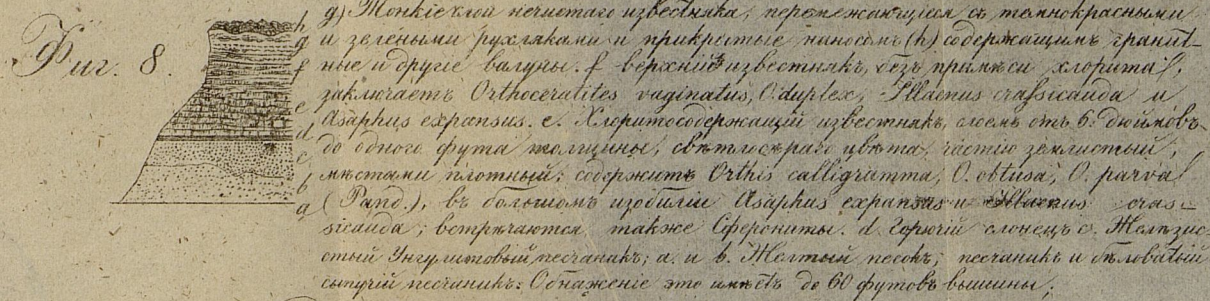 Фиг. 8.
h
g
f
e
d
c
b
a
g) Тонкіе слои нечистаго известняка, перемежающіеся съ темнокрасными
и зелеными рухляками и прикрытые наносомъ (h) содержащимъ гранит-
ные и другіе валуны. f верхній известнякъ, безъ примѣси хлорита,
заключаетъ Orthoceratites vaginatus, O. duplex, Illaenus crassicauda и
Asaphus expansus. e. Хлоритосодержащій известнякъ, слоемъ отъ 6. дюймовъ
до одного фута толщины, свѣтлосѣраго цвѣта, частію землистый,
мѣстами плотный: содержитъ Orthis calligramma, O. obtusa, O. parva
(Pand.), въ большомъ изобиліи Asaphus expansus и Illaenus cras-
sicauda; встрѣчаются также Сферониты. d Горючій сланецъ c. Желѣзис-
стый Унгулитовый песчаникъ; a. и b. Желтый песокъ; песчаникъ и бѣловатый
сыпучій песчаникъ: Обнаженіе это имѣетъ до 60 футовъ вышины.